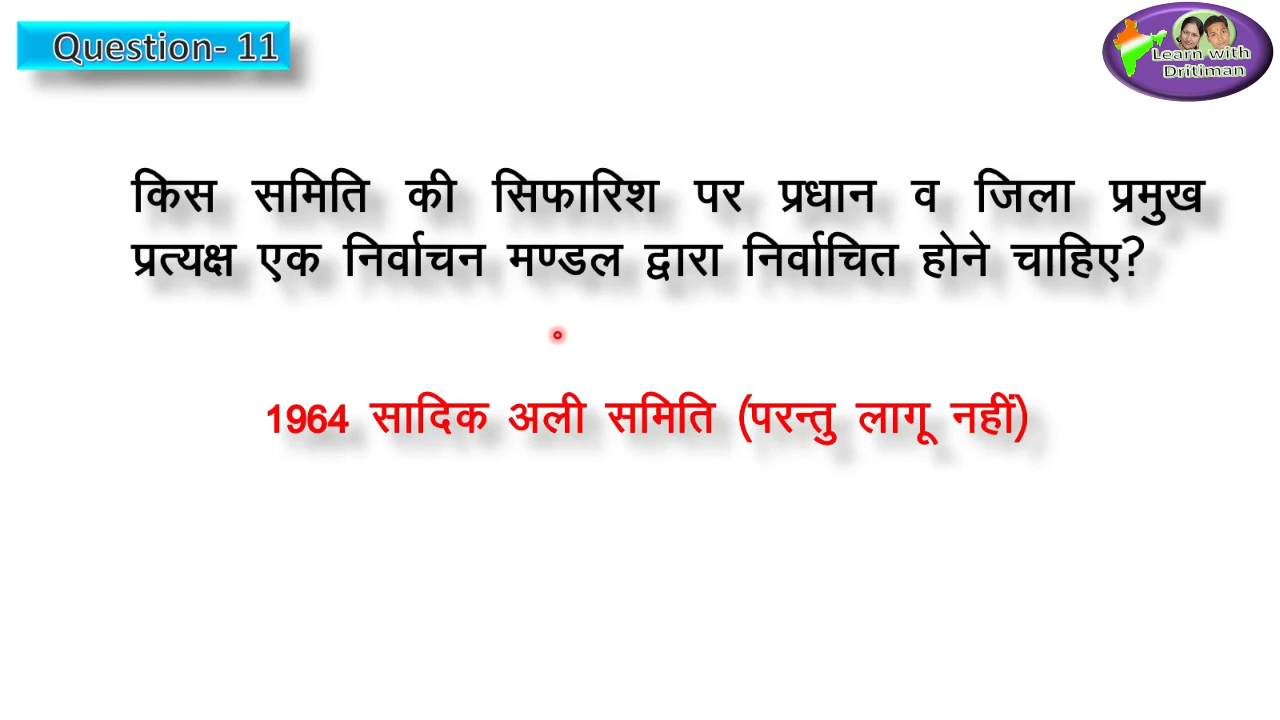 Question- 11
Learn with
Dritiman
किस समिति की सिफारिश पर प्रधान व जिला प्रमुख
प्रत्यक्ष एक निर्वाचन मण्डल द्वारा निर्वाचित होने चाहिए?
1964 सादिक अली समिति (परन्तु लागू नहीं)